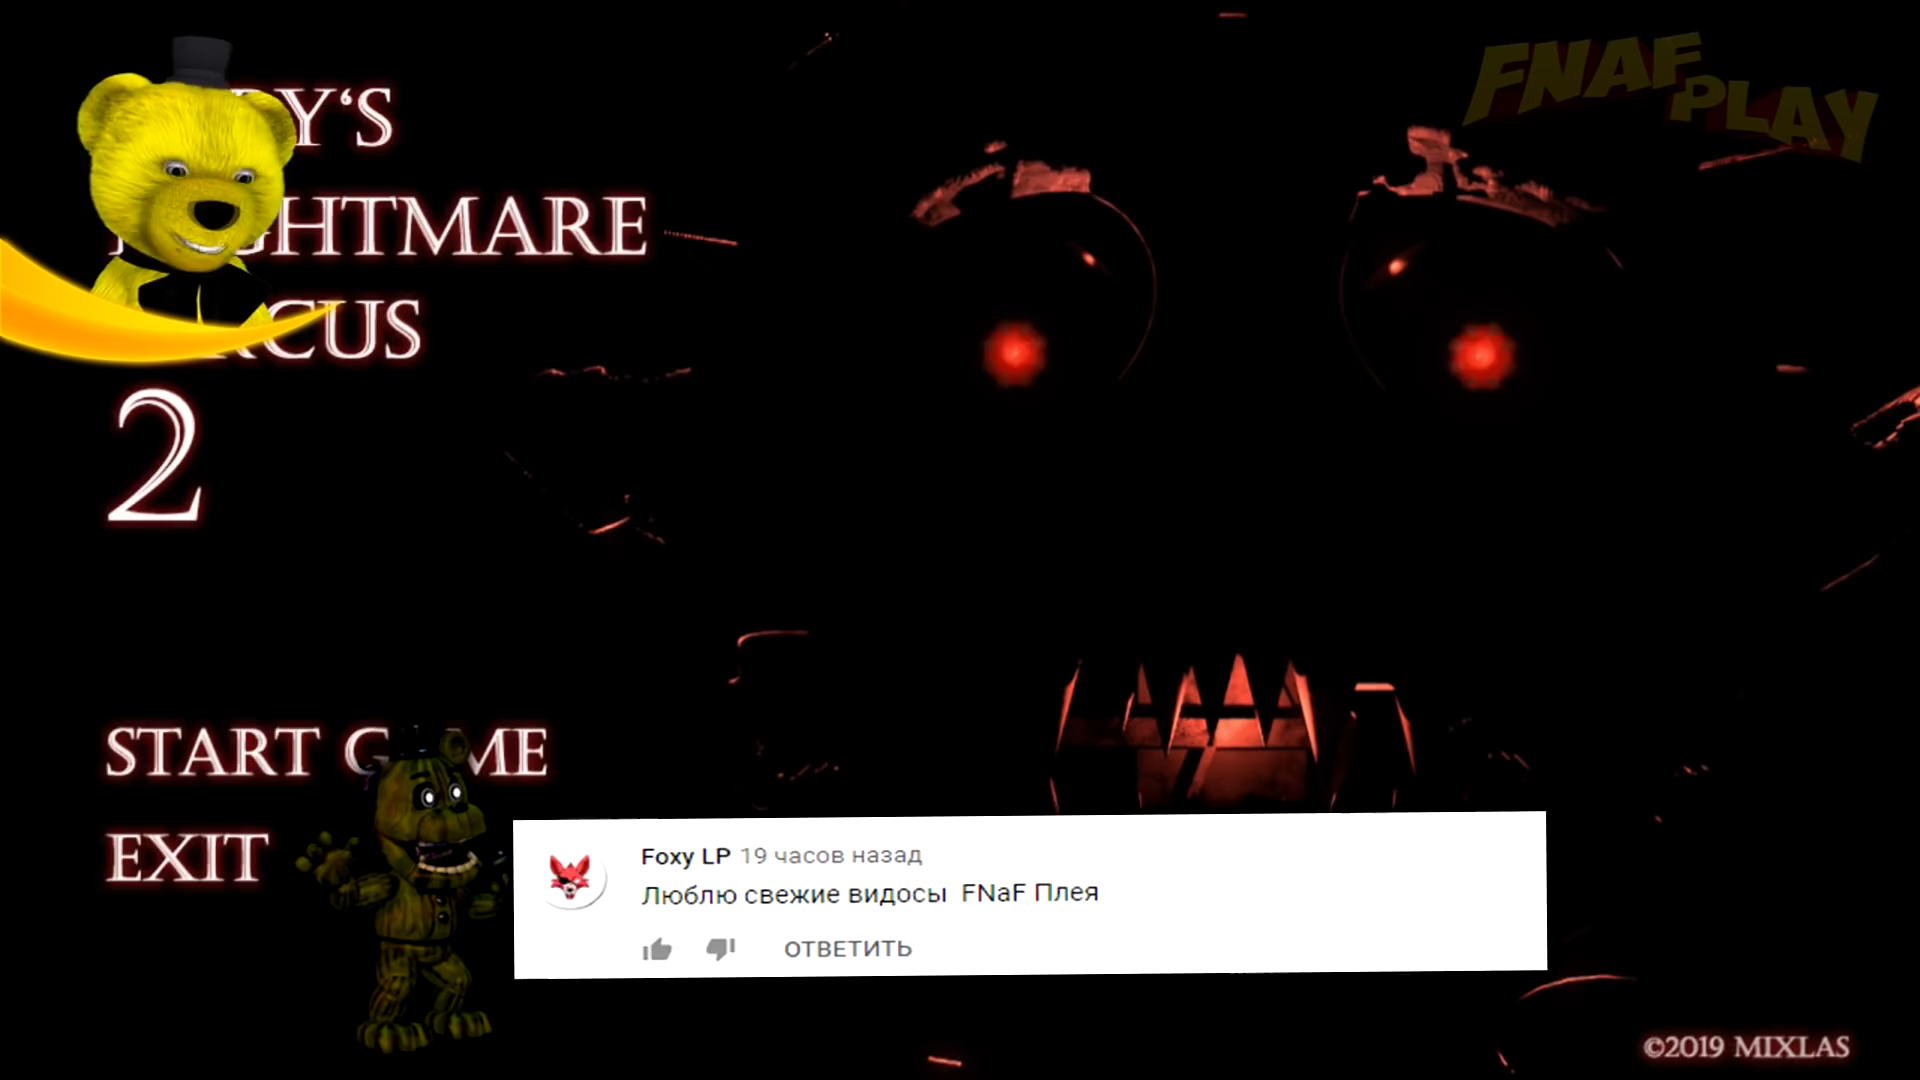 FNAF
PLAY
Y‘S
GHTMARE
CUS
2
START G ME
EXIT
Foxy LP 19 часов назад
Люблю свежие видосы FNaF Плея
ОТВЕТИТЬ
©2019 MIXLAS